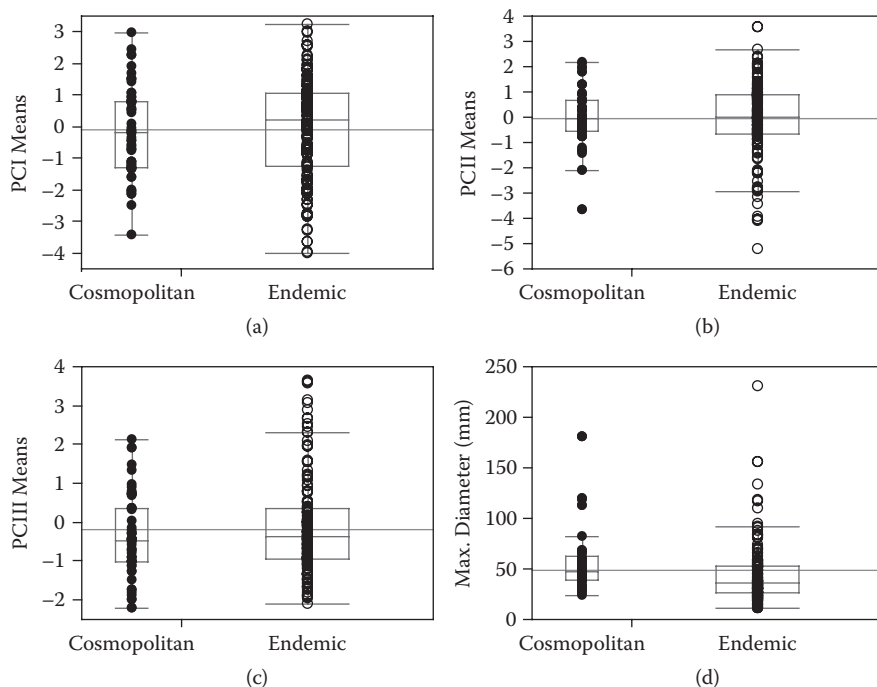 3
2
1
0
−1
−2
−3
−4
PCI Means
Cosmopolitan Endemic
(a)
4
3
2
1
0
−1
−2
−3
−4
−5
−6
PCII Means
Cosmopolitan Endemic
(b)
4
3
2
1
0
−1
−2
PCIII Means
Cosmopolitan Endemic
(c)
250
200
150
100
50
0
Max. Diameter (mm)
Cosmopolitan Endemic
(d)